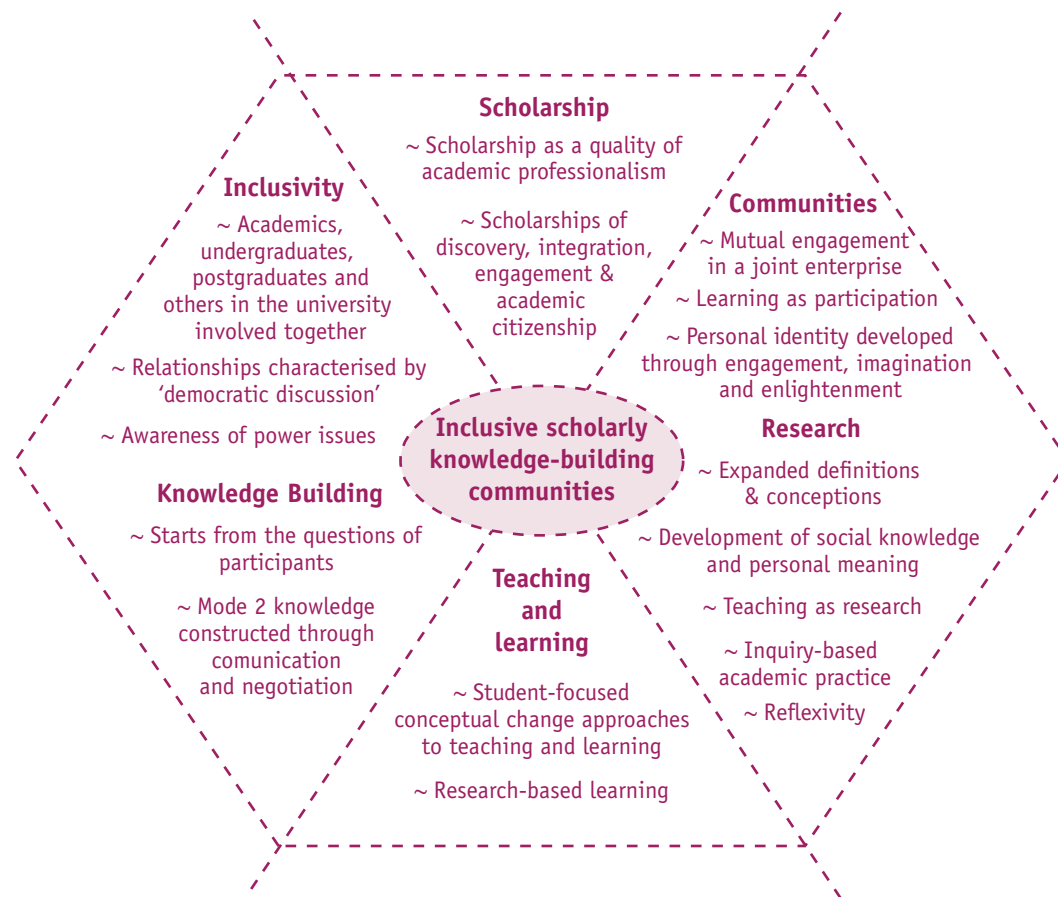 Scholarship
~ Scholarship as a quality of
academic professionalism
~ Scholarships of
discovery, integration,
engagement &
academic
citizenship
Inclusivity
~ Academics,
undergraduates,
postgraduates and
others in the university
involved together
~ Relationships characterised by
‘democratic discussion’
~ Awareness of power issues
Communities
~ Mutual engagement
in a joint enterprise
~ Learning as participation
~ Personal identity developed
through engagement, imagination
and enlightenment
Inclusive scholarly
knowledge-building
communities
Research
~ Expanded definitions
& conceptions
~ Development of social knowledge
and personal meaning
~ Teaching as research
~ Inquiry-based
academic practice
~ Reflexivity
Knowledge Building
~ Starts from the questions of
participants
~ Mode 2 knowledge
constructed through
comunication
and negotiation
Teaching
and
learning
~ Student-focused
conceptual change approaches
to teaching and learning
~ Research-based learning